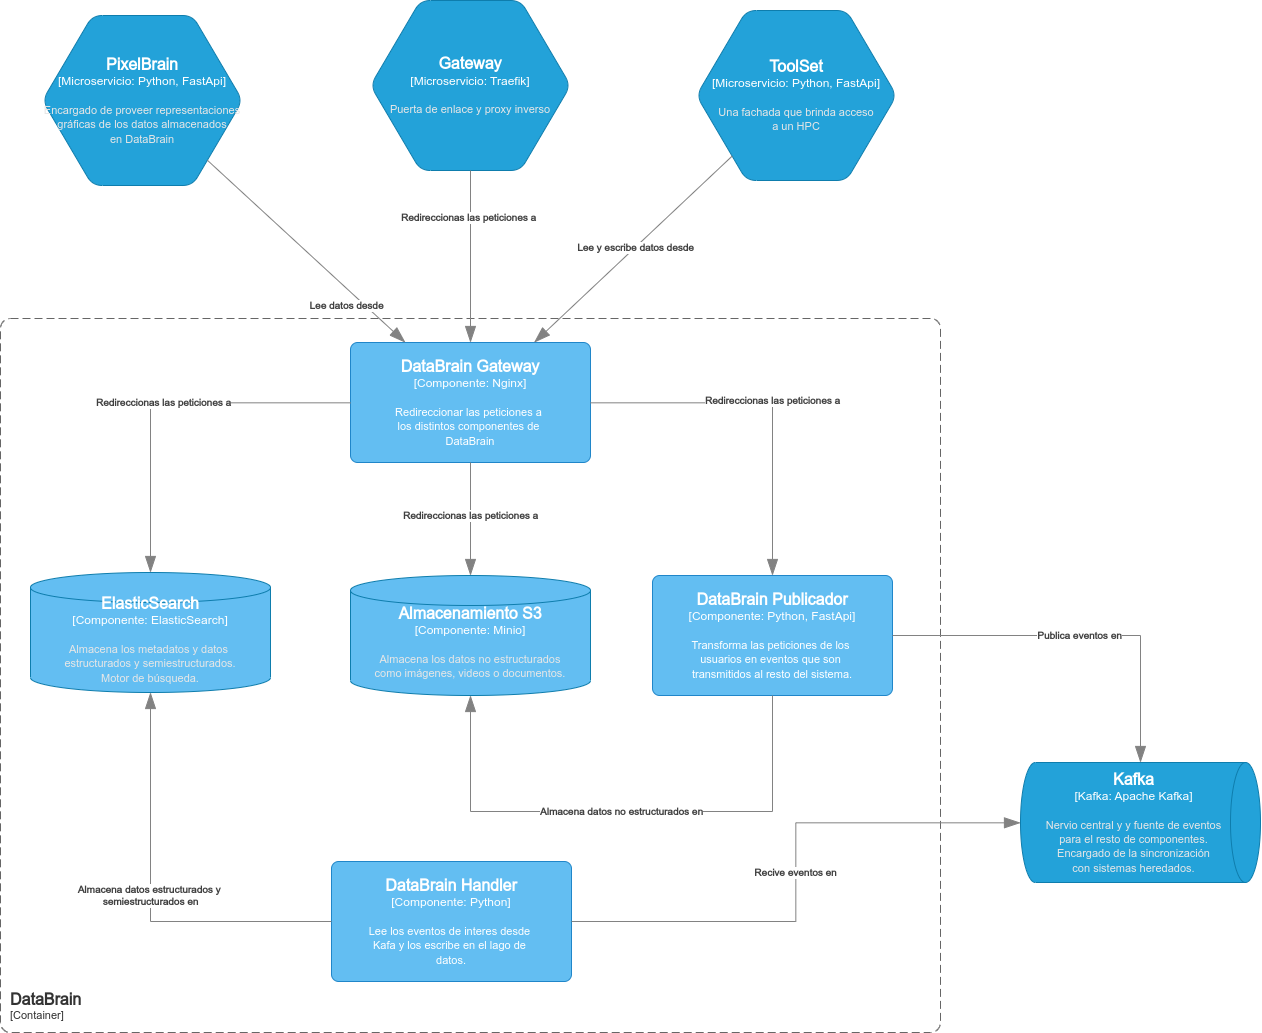 PixelBrain
[Microservicio: Python, FastApi]
Encargado de proveer representaciones
gráficas de los datos almacenados
en DataBrain
Gateway
[Microservicio: Traefik]
Puerta de enlace y proxy inverso
ToolSet
[Microservicio: Python, FastApi]
Una fachada que brinda acceso
a un HPC
Redireccionas las peticiones a
Lee y escribe datos desde
Lee datos desde
DataBrain Gateway
[Componente: Nginx]
Redireccionar las peticiones a
los distintos componentes de
DataBrain
Redireccionas las peticiones a
Redireccionas las peticiones a
Redireccionas las peticiones a
ElasticSearch
[Componente: ElasticSearch]
Almacena los metadatos y datos
estructurados y semiestructurados.
Motor de búsqueda.
Almacenamiento S3
[Componente: Minio]
Almacena los datos no estructurados
como imágenes, videos o documentos.
DataBrain Publicador
[Componente: Python, FastApi]
Transforma las peticiones de los
usuarios en eventos que son
transmitidos al resto del sistema.
Publica eventos en
Kafka
[Kafka: Apache Kafka]
Nervio central y y fuente de eventos
para el resto de componentes.
Encargado de la sincronización
con sistemas heredados.
Almacena datos no estructurados en
Recive eventos en
Almacena datos estructurados y
semiestructurados en
DataBrain Handler
[Componente: Python]
Lee los eventos de interes desde
Kafa y los escribe en el lago de
datos.
DataBrain
[Container]